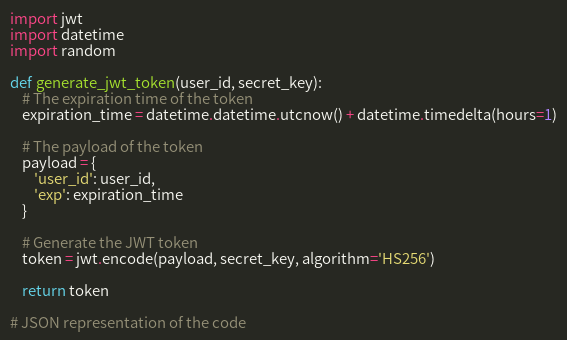 import jwt
import datetime
import random

def generate_jwt_token(user_id, secret_key):
    # The expiration time of the token
    expiration_time = datetime.datetime.utcnow() + datetime.timedelta(hours=1)

    # The payload of the token
    payload = {
        'user_id': user_id,
        'exp': expiration_time
    }

    # Generate the JWT token
    token = jwt.encode(payload, secret_key, algorithm='HS256')

    return token

# JSON representation of the code